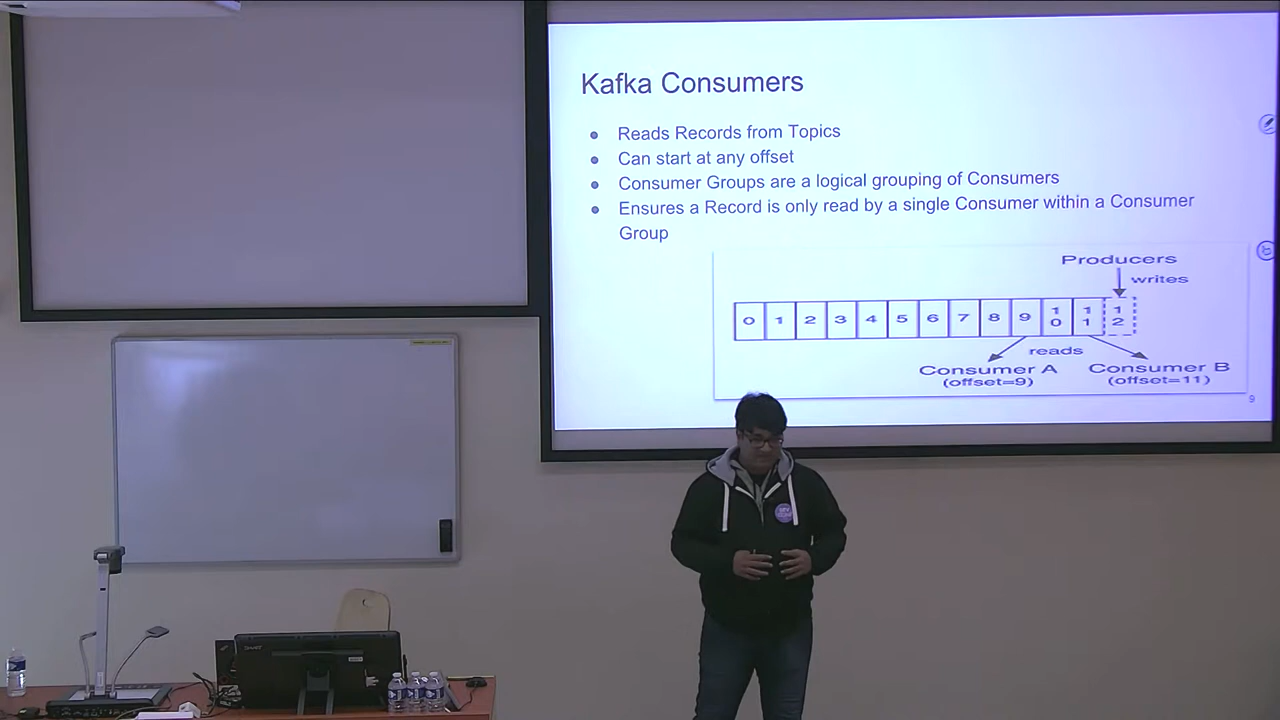 Kafka Consumers
Reads Records from Topics
Can start at any offset
Consumer Groups are a logical grouping of Consumers
Ensures a Record is only read by a single Consumer within a Consumer
Group
Producers
writes
0 1 2 3 4 5 6 7 8 9 10 11 12
reads
Consumer A
(offset=9)
Consumer B
(offset=11)
9